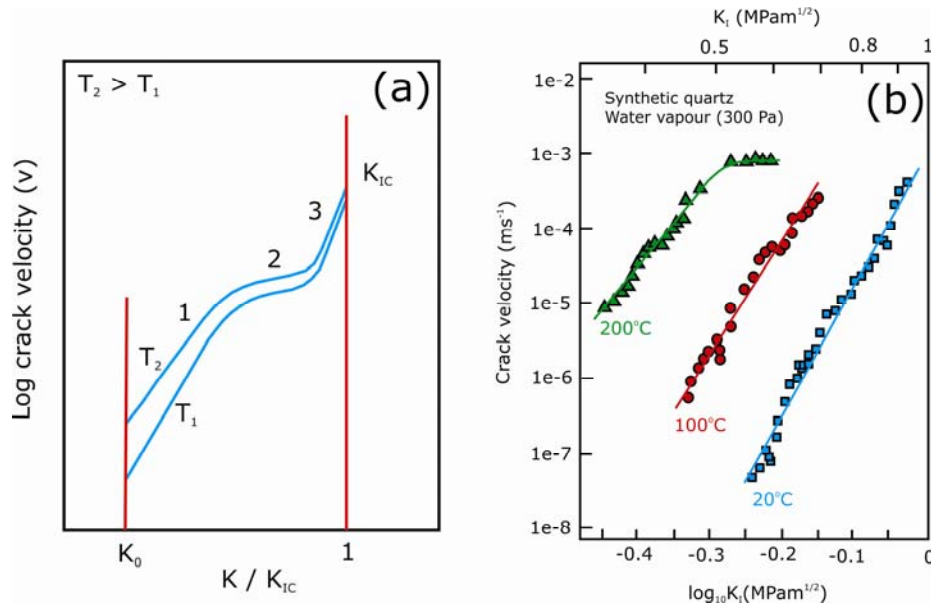 T₂ > T₁
(a)
Log crack velocity (v)
K_IC
3
2
1
T₂
T₁
K₀
1
K / K_IC
K_I (MPam^1/2)
0.5
0.8
1
(b)
Synthetic quartz
Water vapour (300 Pa)
Crack velocity (ms⁻¹)
1e-2
1e-3
1e-4
1e-5
1e-6
1e-7
1e-8
200°C
100°C
20°C
-0.4
-0.3
-0.2
-0.1
0
log₁₀K_I(MPam^1/2)